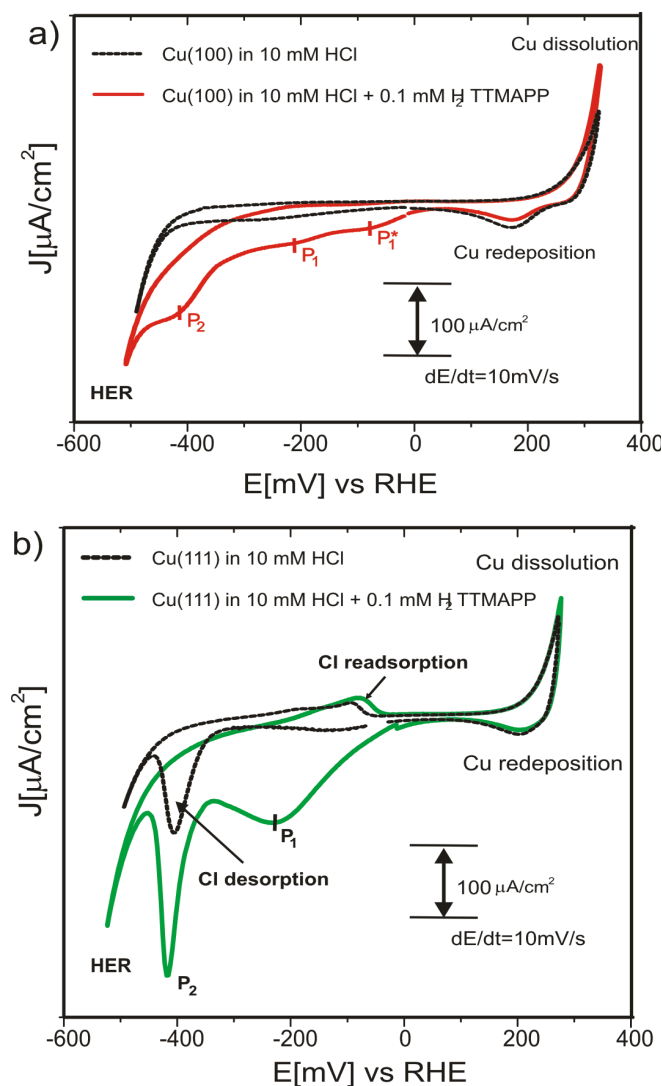 a)
Cu dissolution
Cu(100) in 10 mM HCl
Cu(100) in 10 mM HCl + 0.1 mM H2 TTMAPP
J[µA/cm²]
P1*
P1
P2
Cu redeposition
100 µA/cm²
dE/dt=10mV/s
HER
-600 -400 -200 0 200 400
E[mV] vs RHE
b)
Cu(111) in 10 mM HCl
Cu dissolution
Cu(111) in 10 mM HCl + 0.1 mM H2 TTMAPP
Cl readsorption
J[µA/cm²]
Cu redeposition
P1
Cl desorption
100 µA/cm²
dE/dt=10mV/s
HER
P2
-600 -400 -200 0 200 400
E[mV] vs RHE